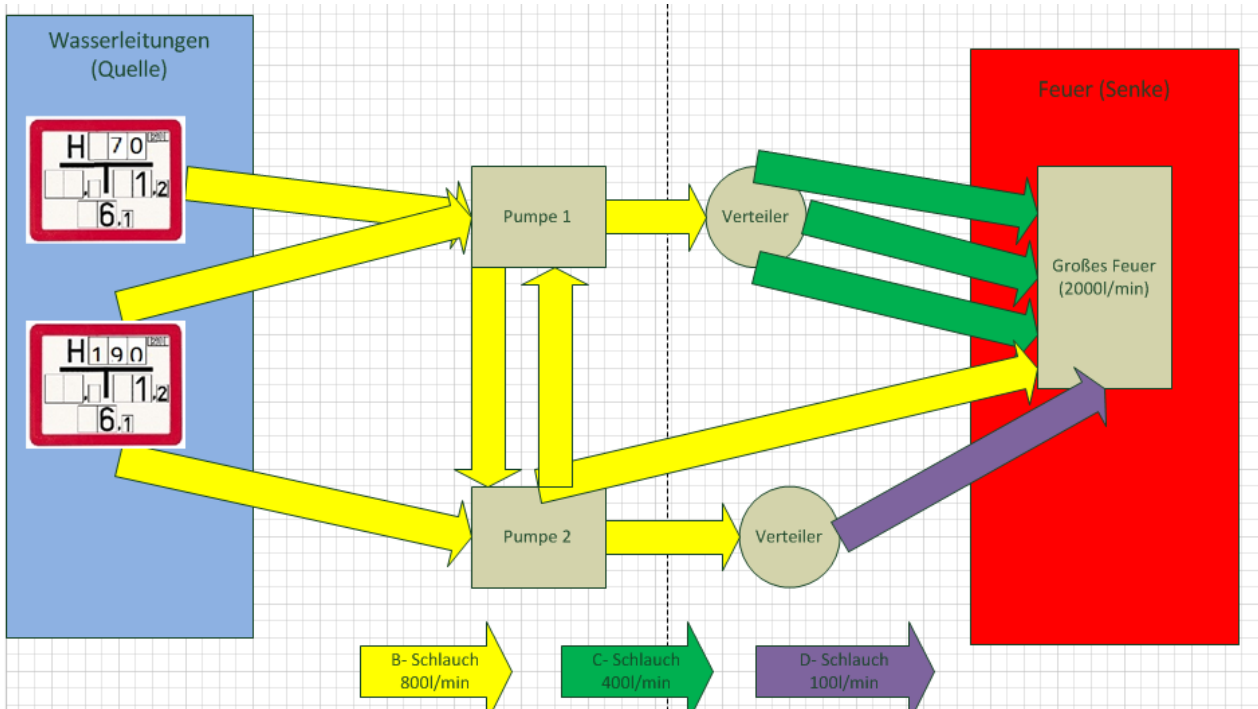 Wasserleitungen
(Quelle)
H 70
T 1,2
6,1
H 190
T 1,2
6,1
Pumpe 1
Pumpe 2
Verteiler
Verteiler
Feuer (Senke)
Großes Feuer
(2000l/min)
B- Schlauch
800l/min
C- Schlauch
400l/min
D- Schlauch
100l/min